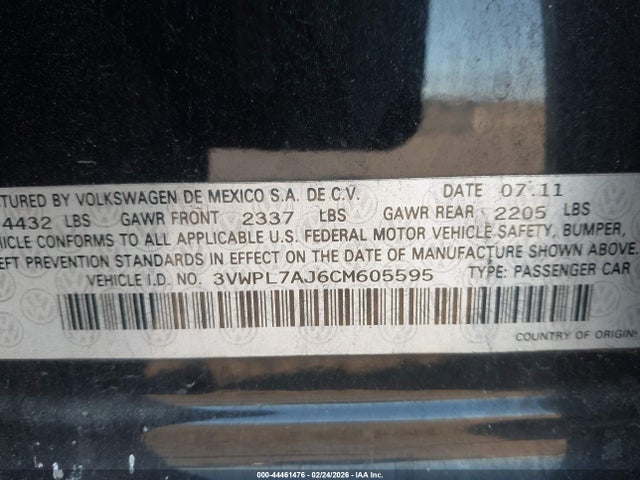 TURED BY VOLKSWAGEN DE MEXICO S.A. DE C.V. DATE 07.11
4432 LBS GAWR FRONT 2337 LBS GAWR REAR 2205 LBS
HICLE CONFORMS TO ALL APPLICABLE U.S. FEDERAL MOTOR VEHICLE SAFETY, BUMPER,
EFT PREVENTION STANDARDS IN EFFECT ON THE DATE OF MANUFACTURE SHOWN ABOVE.
VEHICLE I.D. NO. 3VWPL7AJ6CM605595 TYPE: PASSENGER CAR
COUNTRY OF ORIGIN
000-44461476 - 02/24/2026 - IAA Inc.